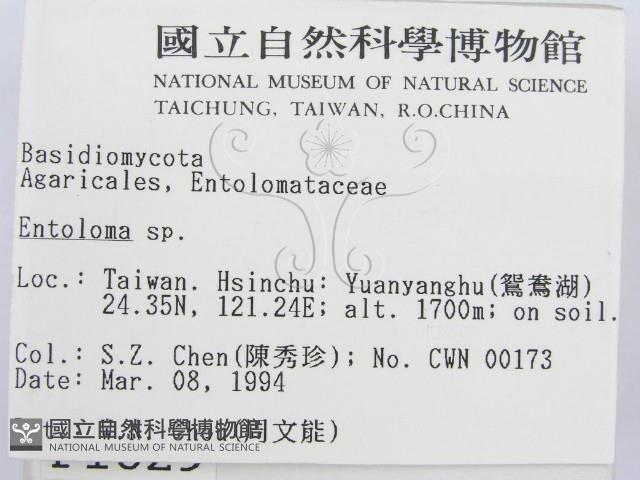 國立自然科學博物館
NATIONAL MUSEUM OF NATURAL SCIENCE
TAICHUNG, TAIWAN, R.O.CHINA
Basidiomycota
Agaricales, Entolomataceae
Entoloma sp.
Loc.: Taiwan. Hsinchu: Yuanyanghu(鴛鴦湖)
24.35N, 121.24E; alt. 1700m; on soil.
Col.: S.Z. Chen(陳秀珍); No. CWN 00173
Date: Mar. 08, 1994
(周文能)
國立自然科學博物館
NATIONAL MUSEUM OF NATURAL SCIENCE